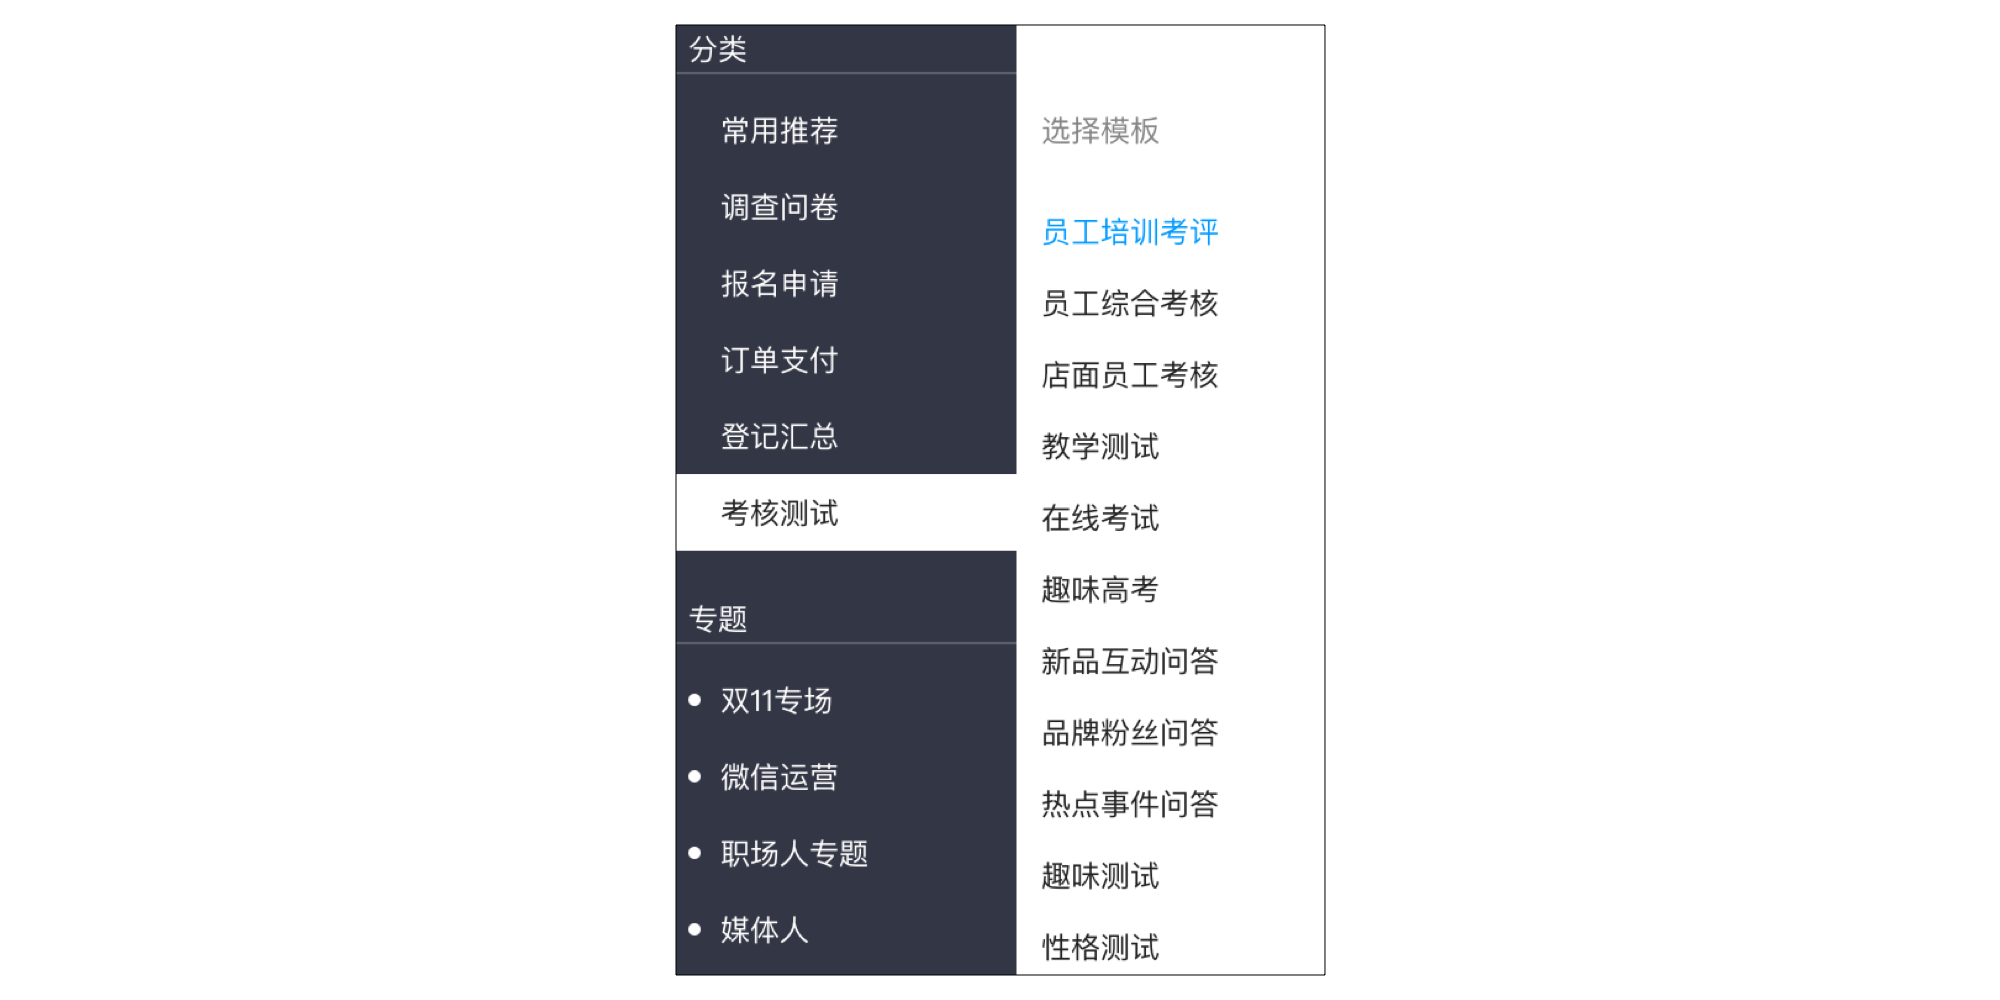 分类
常用推荐
调查问卷
报名申请
订单支付
登记汇总
考核测试
专题
双11专场
微信运营
职场人专题
媒体人
选择模板
员工培训考评
员工综合考核
店面员工考核
教学测试
在线考试
趣味高考
新品互动问答
品牌粉丝问答
热点事件问答
趣味测试
性格测试